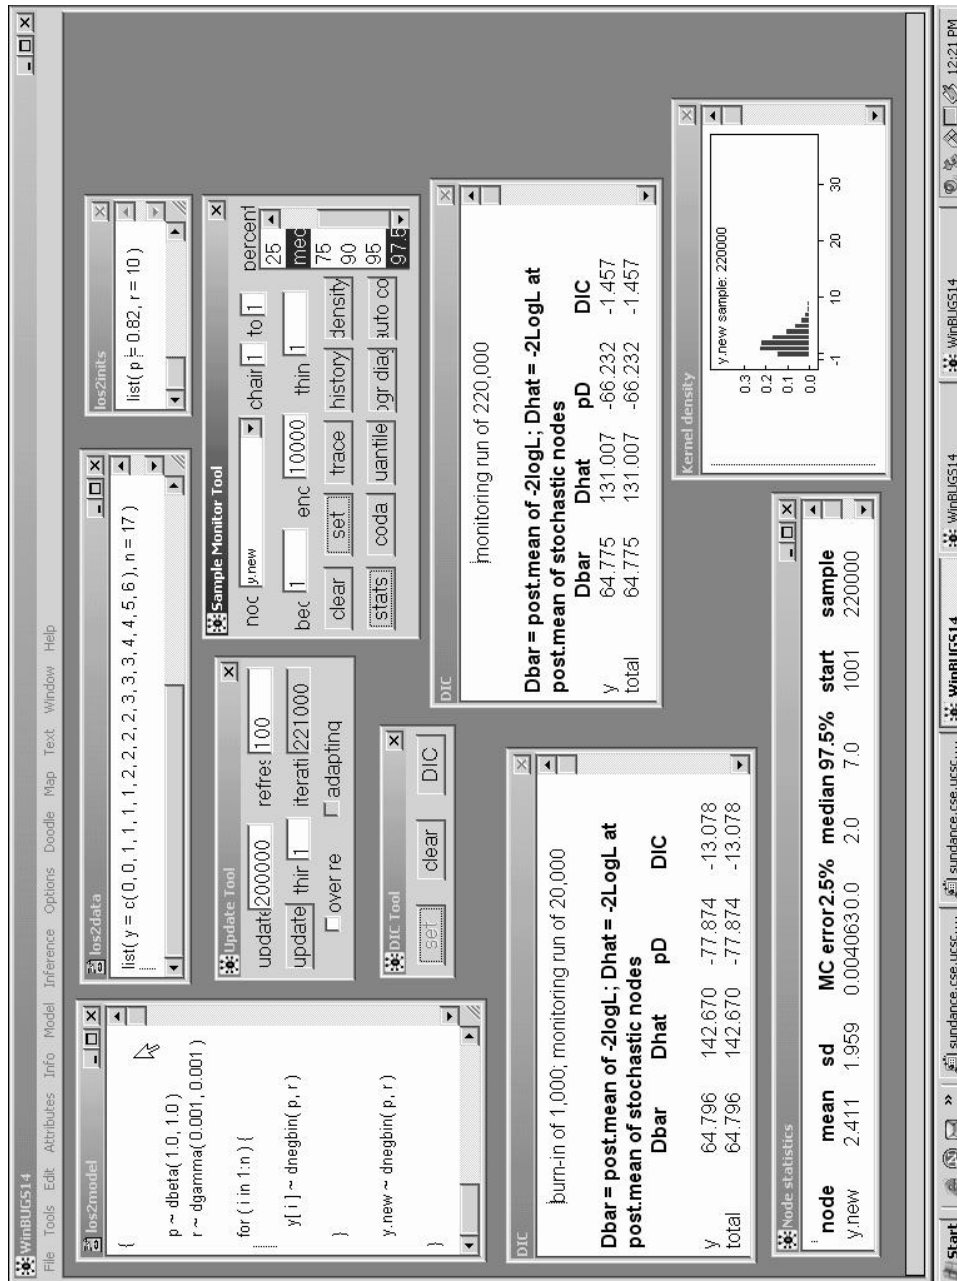 WinBUGS14
File Tools Edit Attributes Info Model Inference Options Doodle Map Text Window Help
los2model
{
p ~ dbeta( 1.0, 1.0 )
r ~ dgamma( 0.001, 0.001 )
for ( i in 1:n ) {
y[ i ] ~ dnegbin( p, r )
}
y.new ~ dnegbin( p, r )
}
los2data
list( y = c( 0, 0, 1, 1, 1, 1, 2, 2, 2, 2, 3, 3, 3, 4, 4, 5, 6 ), n = 17 )
los2inits
list( p = 0.82, r = 10 )
Update Tool
update 200000 refres 100
update thir 1 iterati 221000
over re adapting
DIC Tool
set clear DIC
Sample Monitor Tool
noc y.new chair 1 to 1 percent
bec 1 enc 10000 thin 1
25
med
75
90
95
97.5
clear set trace history density
stats coda uantile ogr diag auto co
DIC
burn-in of 1,000; monitoring run of 20,000
Dbar = post.mean of -2logL; Dhat = -2LogL at
post.mean of stochastic nodes
Dbar Dhat pD DIC
y 64.796 142.670 -77.874 -13.078
total 64.796 142.670 -77.874 -13.078
DIC
monitoring run of 220,000
Dbar = post.mean of -2logL; Dhat = -2LogL at
post.mean of stochastic nodes
Dbar Dhat pD DIC
y 64.775 131.007 -66.232 -1.457
total 64.775 131.007 -66.232 -1.457
Node statistics
node mean sd MC error 2.5% median 97.5% start sample
y.new 2.411 1.959 0.004063 0.0 2.0 7.0 1001 220000
Kernel density
y.new sample: 220000
0.3
0.2
0.1
0.0
-1 10 20 30
Start » sundance.cse.ucsc.... sundance.cse.ucsc.... WinBUGS14 WinBUGS14 WinBUGS14 12:21 PM